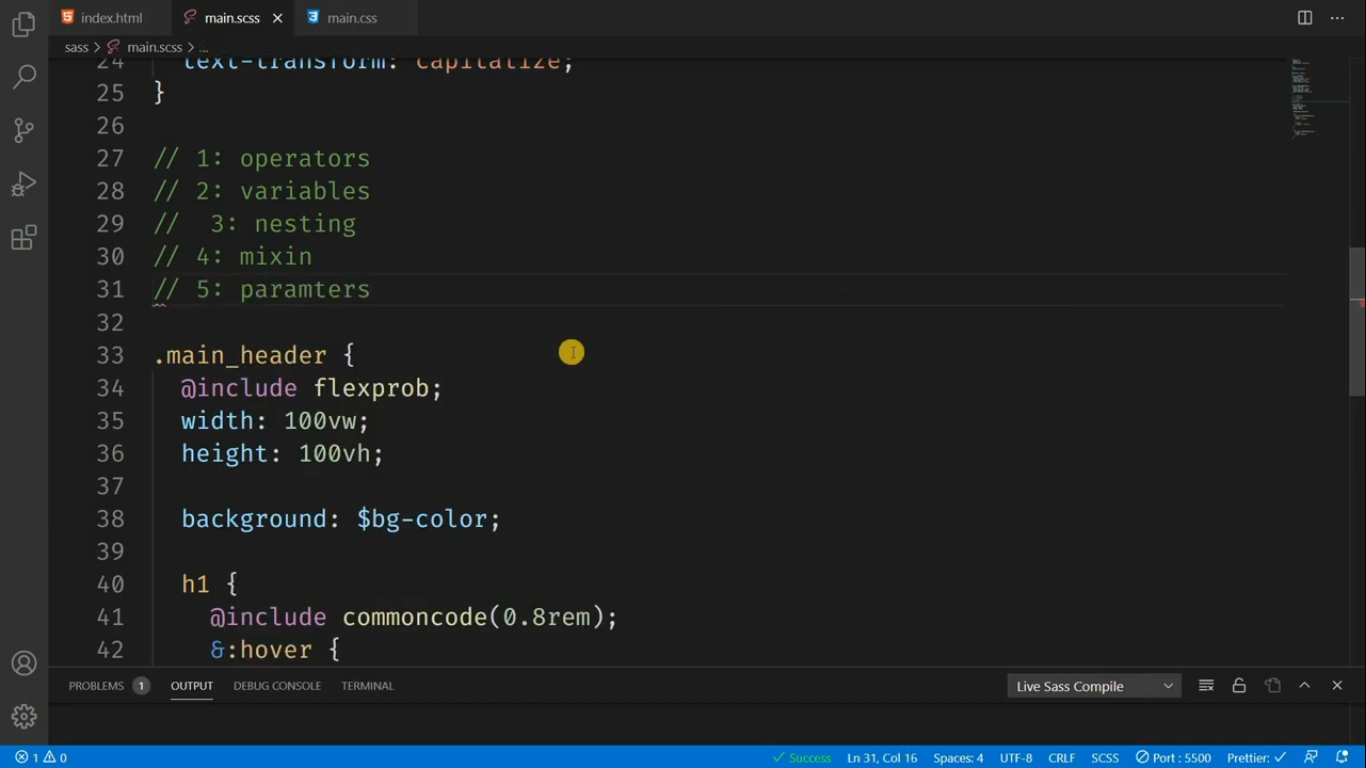 index.html main.scss main.css
sass > main.scss > ...
24 text-transform: capitalize;
25 }
26
27 // 1: operators
28 // 2: variables
29 //  3: nesting
30 // 4: mixin
31 // 5: paramters
32
33 .main_header {
34 @include flexprob;
35 width: 100vw;
36 height: 100vh;
37
38 background: $bg-color;
39
40 h1 {
41 @include commoncode(0.8rem);
42 &:hover {
PROBLEMS 1 OUTPUT DEBUG CONSOLE TERMINAL Live Sass Compile
1 0 Success Ln 31, Col 16 Spaces: 4 UTF-8 CRLF SCSS Port : 5500 Prettier: